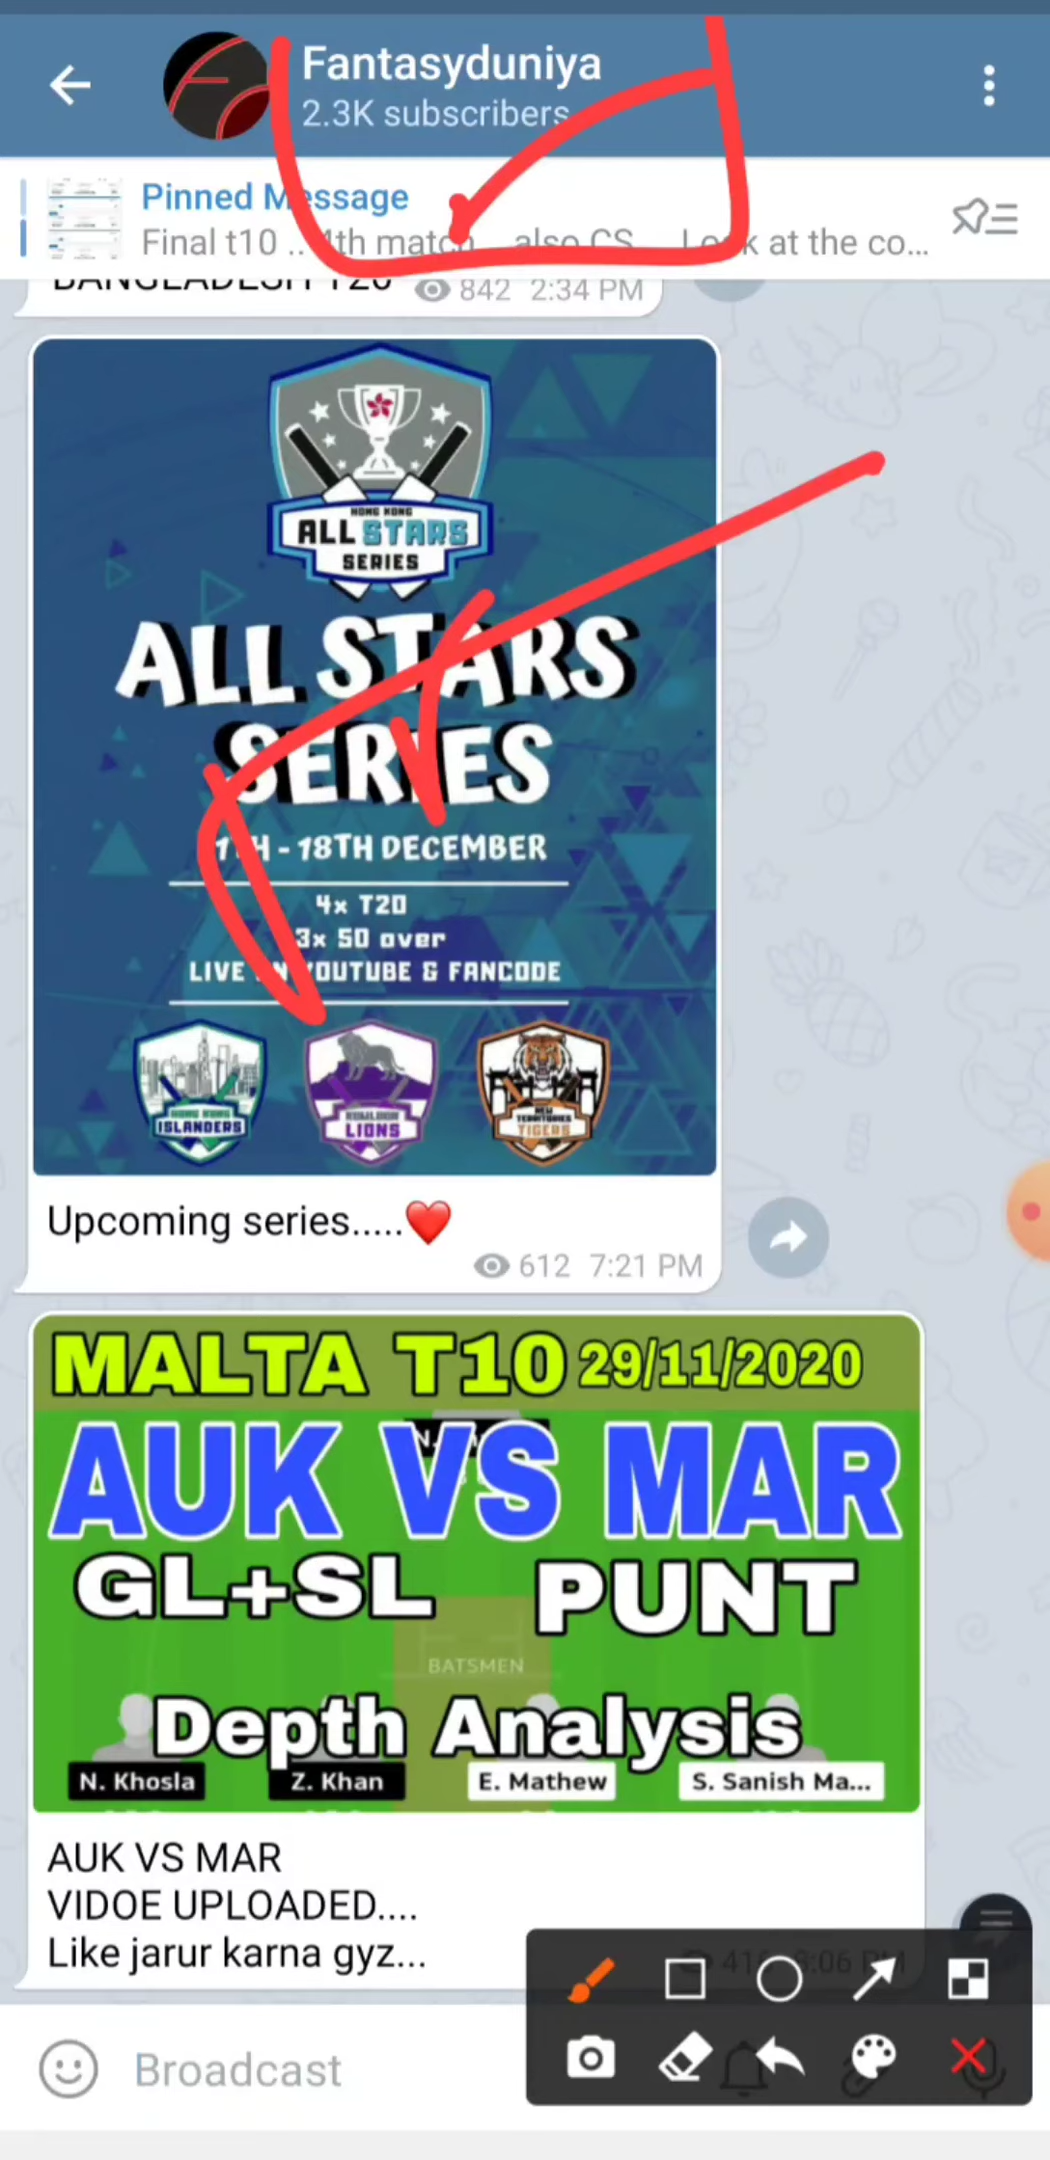 Fantasyduniya
2.3K subscribers
Pinned Message
Final t10 .. 4th match also CS Look at the co...
BANGLADESH T20 842 2:34 PM
HONG KONG
ALL STARS
SERIES
ALL STARS
SERIES
- 18TH DECEMBER
4x T20
3x 50 over
LIVE ON YOUTUBE & FANCODE
HONG KONG
ISLANDERS
KOWLOON
LIONS
NEW
TERRITORIES
TIGERS
Upcoming series.....❤️
612 7:21 PM
MALTA T10 29/11/2020
AUK VS MAR
GL+SL PUNT
BATSMEN
Depth Analysis
N. Khosla Z. Khan E. Mathew S. Sanish Ma...
AUK VS MAR
VIDOE UPLOADED....
Like jarur karna gyz...
Broadcast